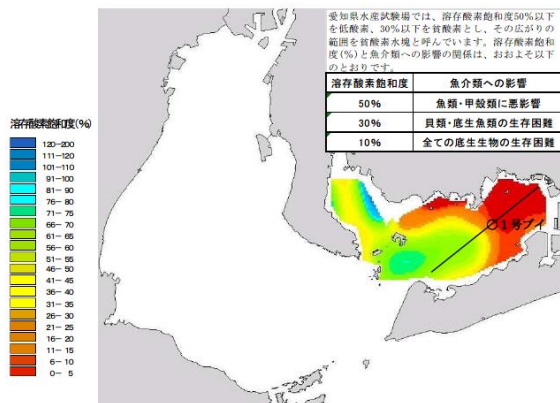 愛知県水産試験場では、溶存酸素飽和度50%以下
を低酸素、30%以下を貧酸素とし、その広がりの
範囲を貧酸素水塊と呼んでいます。溶存酸素飽和
度(%)と魚介類への影響の関係は、おおよそ以下
のとおりです。
溶存酸素飽和度 魚介類への影響
50% 魚類・甲殻類に悪影響
30% 貝類・底生魚類の生存困難
10% 全ての底生生物の生存困難
溶存酸素飽和度(%)
120-200
111-120
101-110
91-100
81- 90
76- 80
71- 75
66- 70
61- 65
56- 60
51- 55
46- 50
41- 45
36- 40
31- 35
26- 30
21- 25
16- 20
11- 15
6- 10
0- 5
1号ブイ